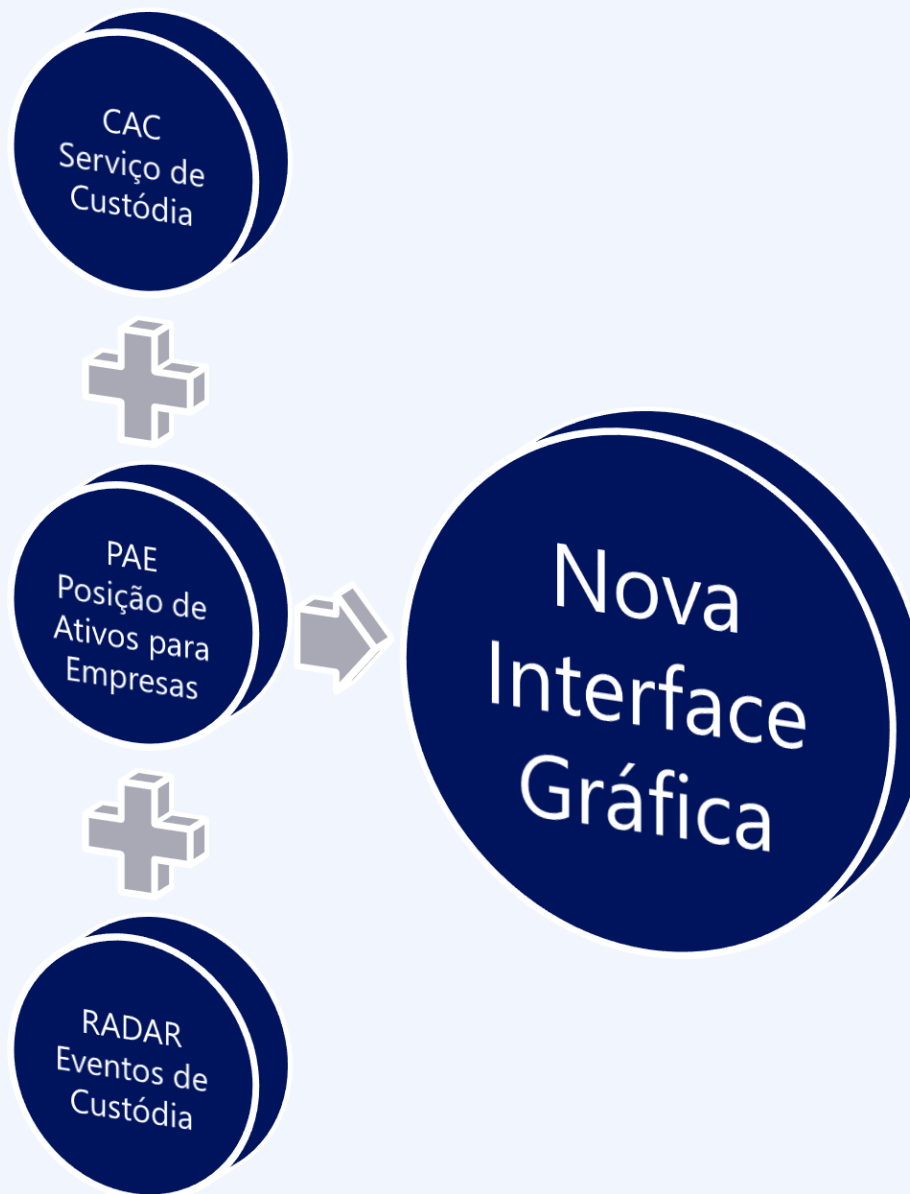 CAC
Serviço de
Custódia
PAE
Posição de
Ativos para
Empresas
RADAR
Eventos de
Custódia
Nova
Interface
Gráfica